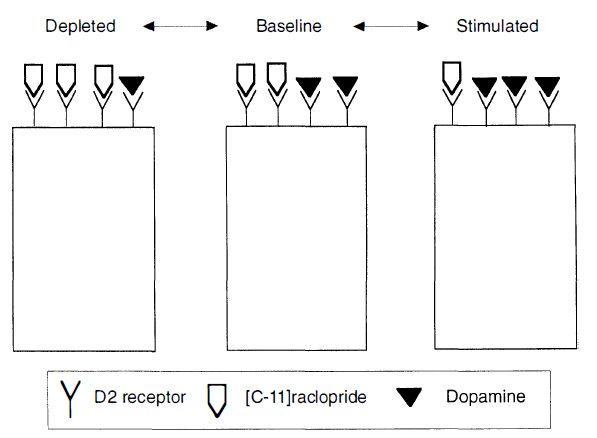 Depleted Baseline Stimulated
D2 receptor [C-11]raclopride Dopamine